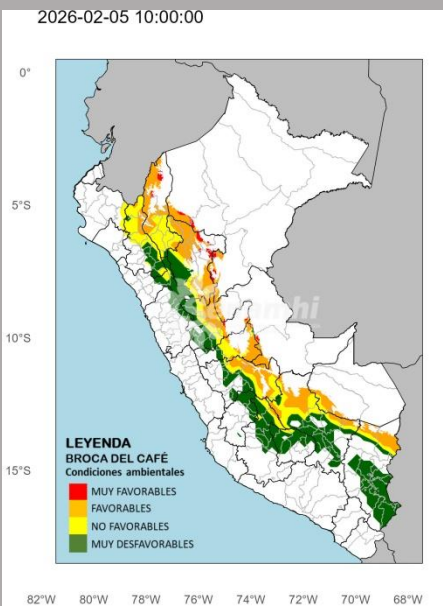 2026-02-05 10:00:00
0°
5°S
10°S
15°S
LEYENDA
BROCA DEL CAFÉ
Condiciones ambientales
MUY FAVORABLES
FAVORABLES
NO FAVORABLES
MUY DESFAVORABLES
82°W 80°W 78°W 76°W 74°W 72°W 70°W 68°W